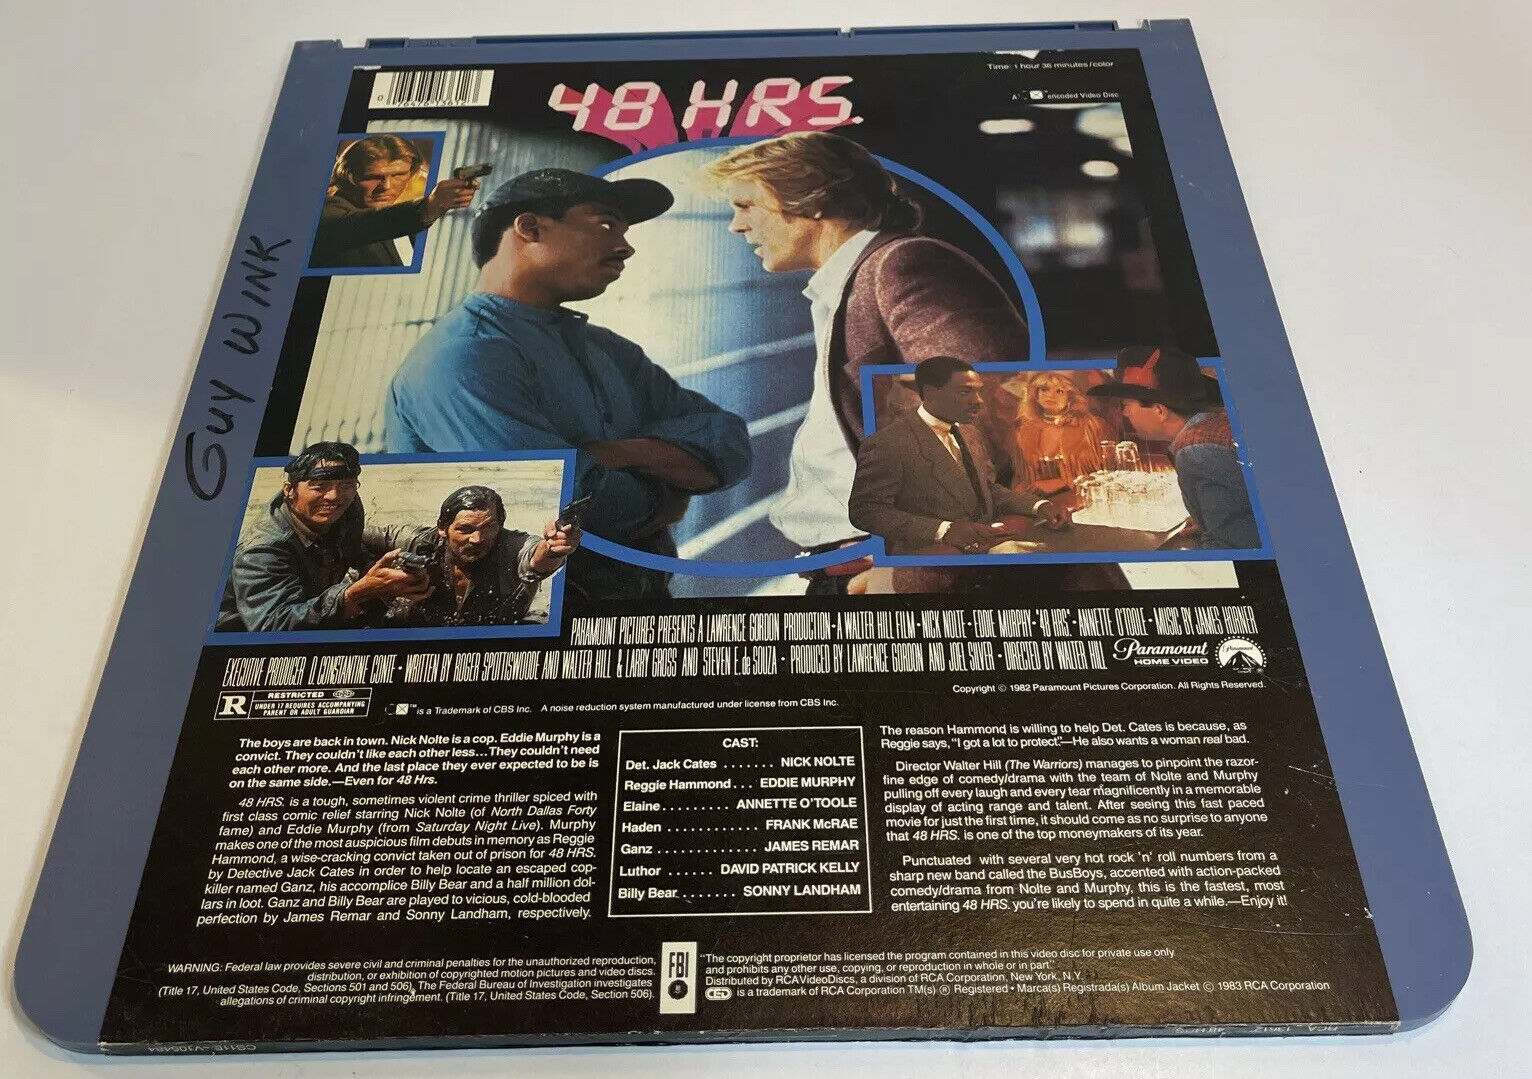 Time: 1 hour 36 minutes/color
encoded Video Disc
48 HRS.
GUY WINK
PARAMOUNT PICTURES PRESENTS A LAWRENCE GORDON PRODUCTION • A WALTER HILL FILM • NICK NOLTE • EDDIE MURPHY • "48 HRS." • ANNETTE O'TOOLE • MUSIC BY JAMES HORNER
EXECUTIVE PRODUCER D. CONSTANTINE CONTE • WRITTEN BY ROGER SPOTTISWOODE AND WALTER HILL & LARRY GROSS AND STEVEN E. de SOUZA • PRODUCED BY LAWRENCE GORDON AND JOEL SILVER • DIRECTED BY WALTER HILL
Paramount
HOME VIDEO
Paramount
R RESTRICTED
UNDER 17 REQUIRES ACCOMPANYING
PARENT OR ADULT GUARDIAN
Copyright © 1982 Paramount Pictures Corporation. All Rights Reserved.
™ is a Trademark of CBS Inc. A noise reduction system manufactured under license from CBS Inc.
The boys are back in town. Nick Nolte is a cop. Eddie Murphy is a
convict. They couldn't like each other less...They couldn't need
each other more. And the last place they ever expected to be is
on the same side.—Even for 48 Hrs.
48 HRS. is a tough, sometimes violent crime thriller spiced with
first class comic relief starring Nick Nolte (of North Dallas Forty
fame) and Eddie Murphy (from Saturday Night Live). Murphy
makes one of the most auspicious film debuts in memory as Reggie
Hammond, a wise-cracking convict taken out of prison for 48 HRS.
by Detective Jack Cates in order to help locate an escaped cop-
killer named Ganz, his accomplice Billy Bear and a half million dol-
lars in loot. Ganz and Billy Bear are played to vicious, cold-blooded
perfection by James Remar and Sonny Landham, respectively.
CAST:
Det. Jack Cates ....... NICK NOLTE
Reggie Hammond... EDDIE MURPHY
Elaine......... ANNETTE O'TOOLE
Haden ............ FRANK McRAE
Ganz ............. JAMES REMAR
Luthor ...... DAVID PATRICK KELLY
Billy Bear ........ SONNY LANDHAM
The reason Hammond is willing to help Det. Cates is because, as
Reggie says, "I got a lot to protect."—He also wants a woman real bad.
Director Walter Hill (The Warriors) manages to pinpoint the razor-
fine edge of comedy/drama with the team of Nolte and Murphy
pulling off every laugh and every tear magnificently in a memorable
display of acting range and talent. After seeing this fast paced
movie for just the first time, it should come as no surprise to anyone
that 48 HRS. is one of the top moneymakers of its year.
Punctuated with several very hot rock 'n' roll numbers from a
sharp new band called the BusBoys, accented with action-packed
comedy/drama from Nolte and Murphy, this is the fastest, most
entertaining 48 HRS. you're likely to spend in quite a while.—Enjoy it!
WARNING: Federal law provides severe civil and criminal penalties for the unauthorized reproduction,
distribution, or exhibition of copyrighted motion pictures and video discs.
(Title 17, United States Code, Sections 501 and 506). The Federal Bureau of Investigation investigates
allegations of criminal copyright infringement. (Title 17, United States Code, Section 506).
FBI
"The copyright proprietor has licensed the program contained in this video disc for private use only
and prohibits any other use, copying, or reproduction in whole or in part."
Distributed by RCA VideoDiscs, a division of RCA Corporation, New York, N.Y.
CED is a trademark of RCA Corporation TM(s) ® Registered • Marca(s) Registrada(s) Album Jacket © 1983 RCA Corporation